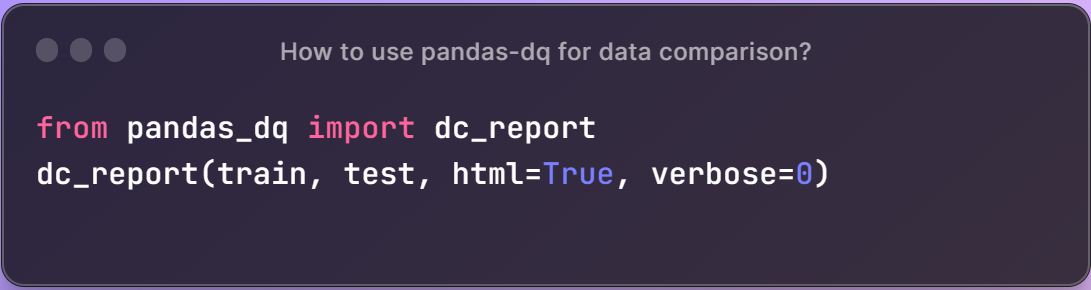 How to use pandas-dq for data comparison?
from pandas_dq import dc_report
dc_report(train, test, html=True, verbose=0)